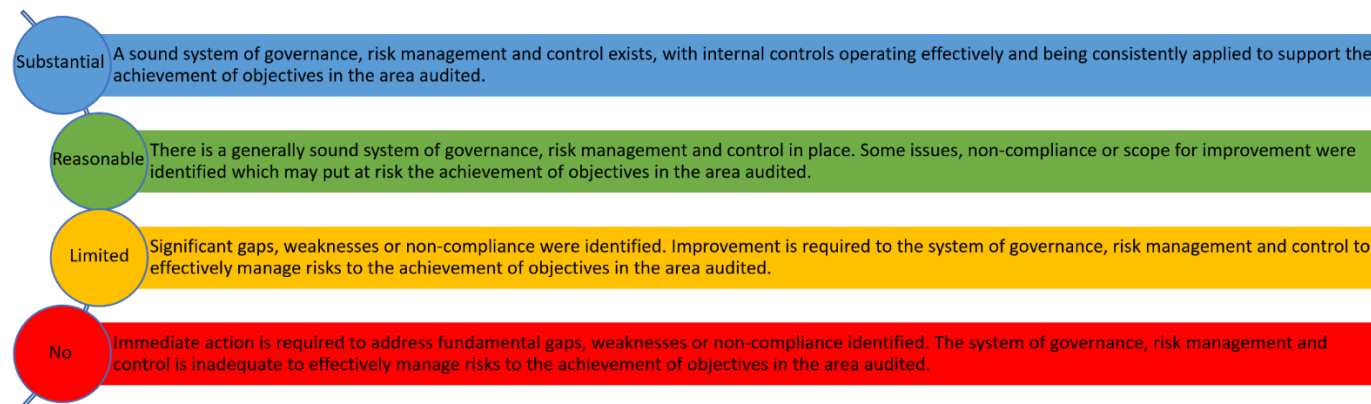 Substantial
A sound system of governance, risk management and control exists, with internal controls operating effectively and being consistently applied to support the
achievement of objectives in the area audited.
Reasonable
There is a generally sound system of governance, risk management and control in place. Some issues, non-compliance or scope for improvement were
identified which may put at risk the achievement of objectives in the area audited.
Limited
Significant gaps, weaknesses or non-compliance were identified. Improvement is required to the system of governance, risk management and control to
effectively manage risks to the achievement of objectives in the area audited.
No
Immediate action is required to address fundamental gaps, weaknesses or non-compliance identified. The system of governance, risk management and
control is inadequate to effectively manage risks to the achievement of objectives in the area audited.